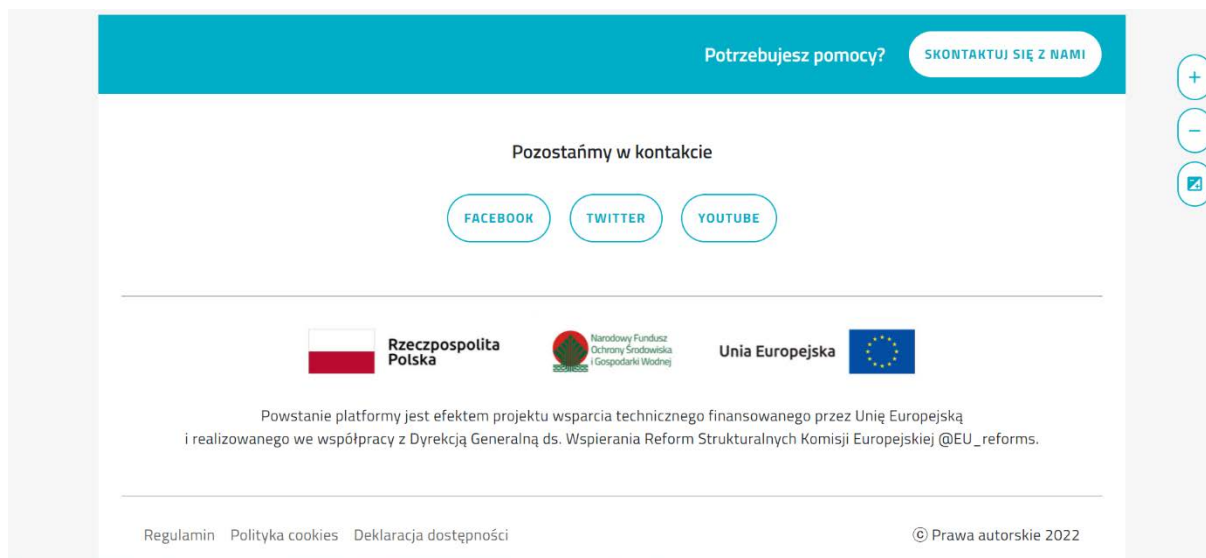 Potrzebujesz pomocy? SKONTAKTUJ SIĘ Z NAMI
Pozostańmy w kontakcie
FACEBOOK TWITTER YOUTUBE
Rzeczpospolita
Polska
Narodowy Fundusz
Ochrony Środowiska
i Gospodarki Wodnej
Unia Europejska
Powstanie platformy jest efektem projektu wsparcia technicznego finansowanego przez Unię Europejską
i realizowanego we współpracy z Dyrekcją Generalną ds. Wspierania Reform Strukturalnych Komisji Europejskiej @EU_reforms.
Regulamin Polityka cookies Deklaracja dostępności © Prawa autorskie 2022